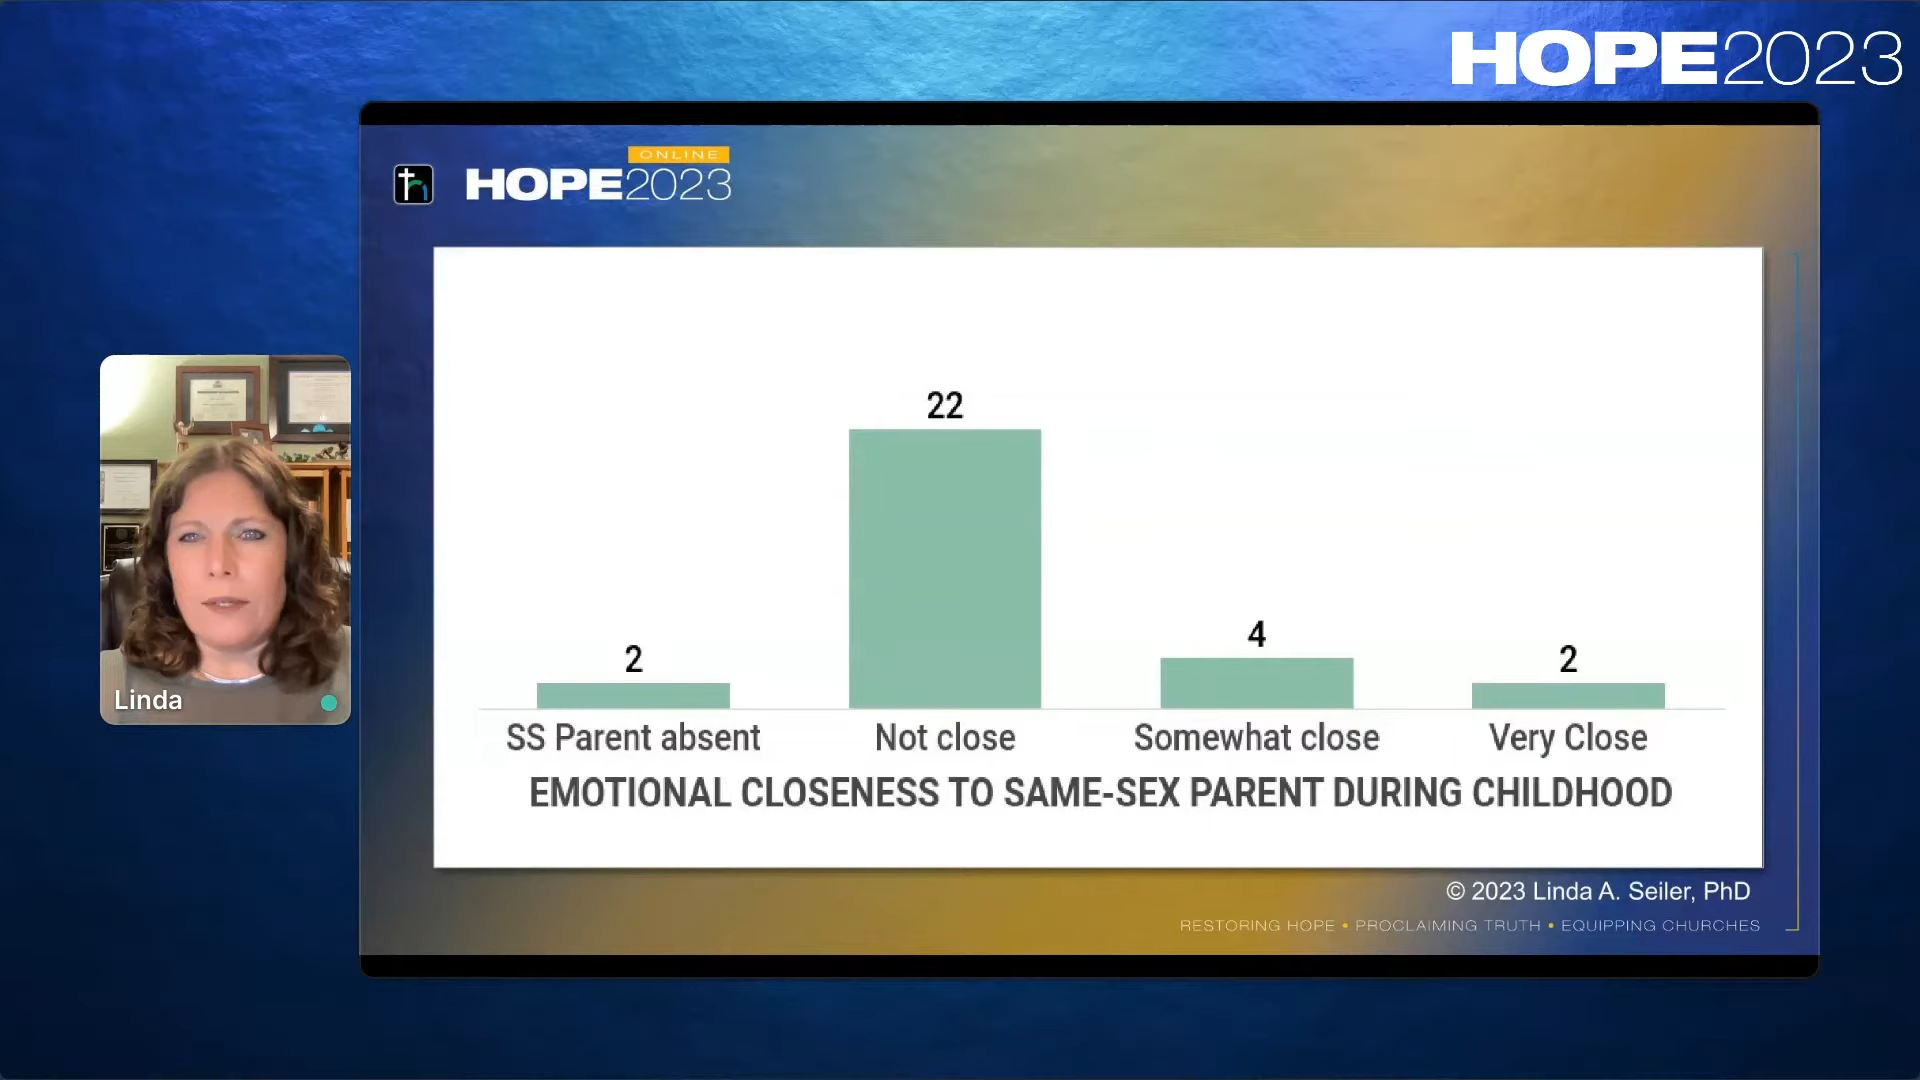 HOPE2023
ONLINE
HOPE2023
22
4
2
2
SS Parent absent
Not close
Somewhat close
Very Close
EMOTIONAL CLOSENESS TO SAME-SEX PARENT DURING CHILDHOOD
Linda
© 2023 Linda A. Seiler, PhD
RESTORING HOPE • PROCLAIMING TRUTH • EQUIPPING CHURCHES